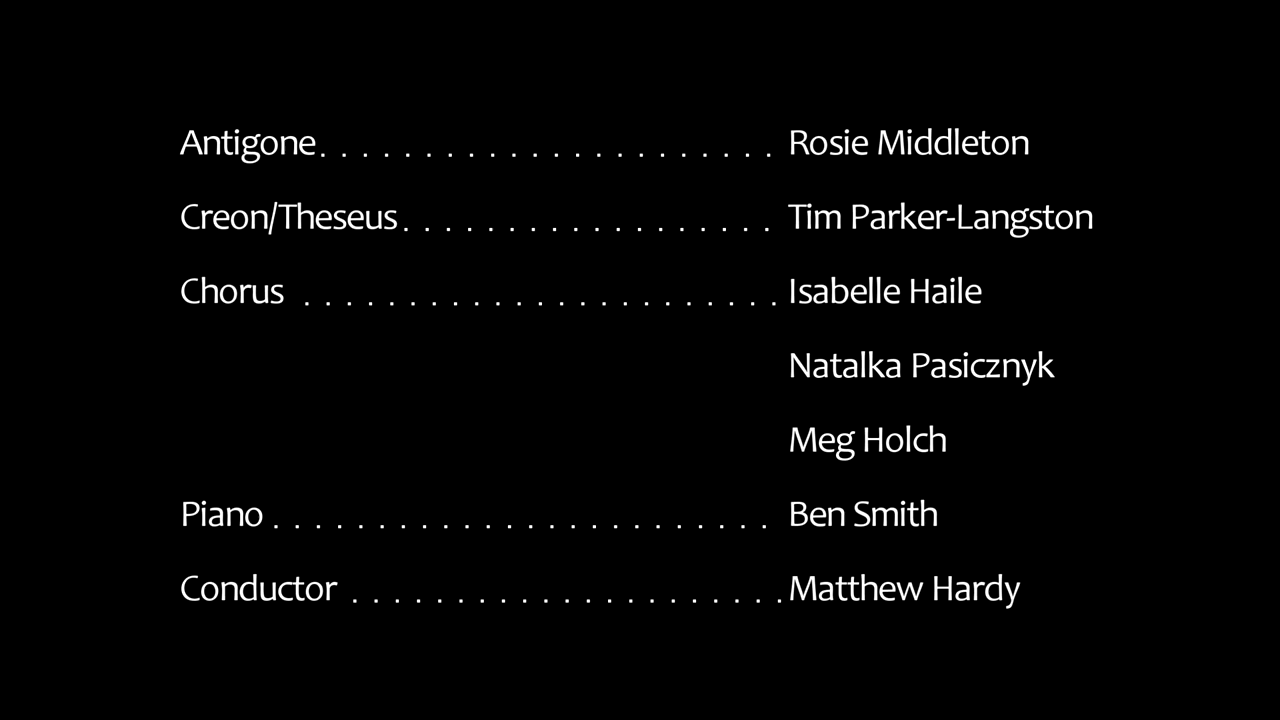 Antigone. . . . . . . . . . . . . . . . . . . . . . Rosie Middleton
Creon/Theseus. . . . . . . . . . . . . . . . . . Tim Parker-Langston
Chorus . . . . . . . . . . . . . . . . . . . . . . . Isabelle Haile
Natalka Pasicznyk
Meg Holch
Piano . . . . . . . . . . . . . . . . . . . . . . . . Ben Smith
Conductor . . . . . . . . . . . . . . . . . . . . .Matthew Hardy